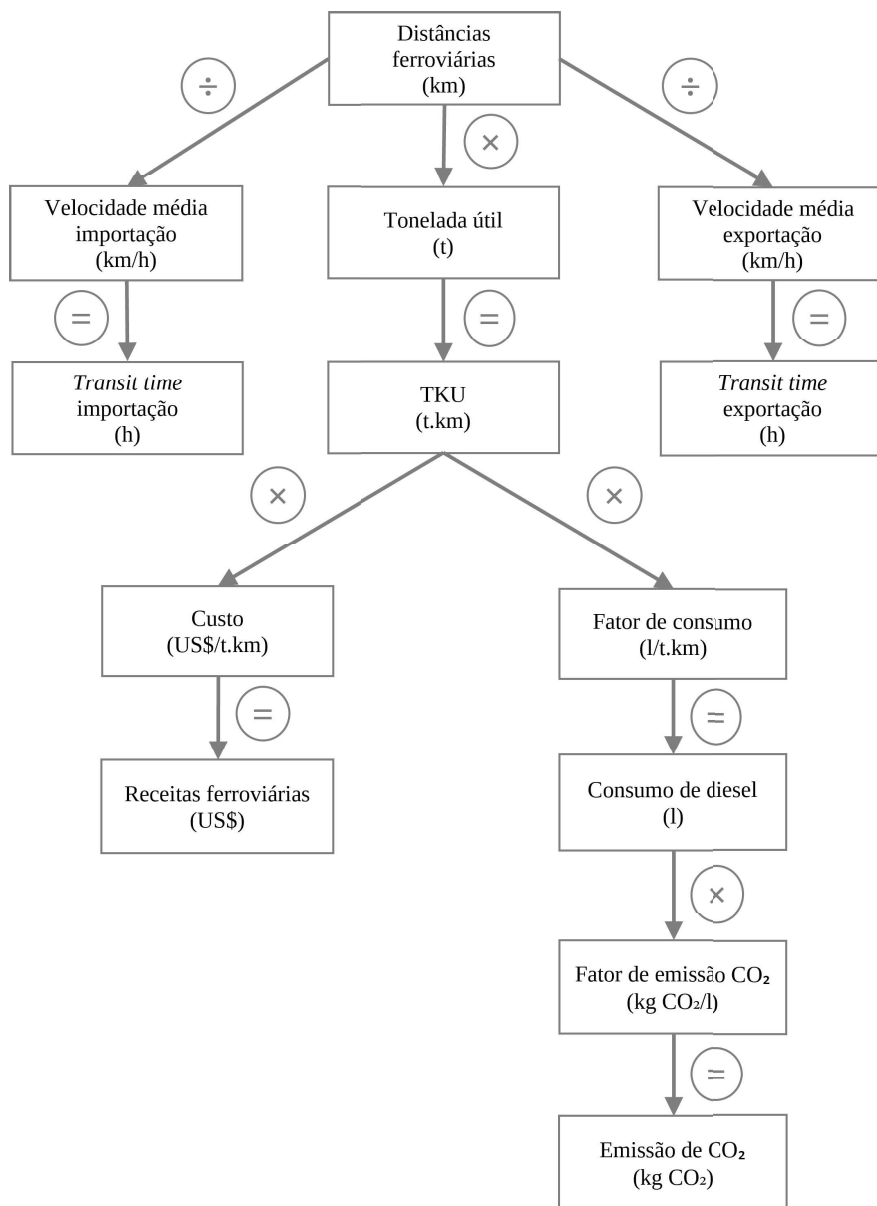 Distâncias
ferroviárias
(km)
÷
÷
×
Velocidade média
importação
(km/h)
Tonelada útil
(t)
Velocidade média
exportação
(km/h)
=
=
=
Transit time
importação
(h)
TKU
(t.km)
Transit time
exportação
(h)
×
×
Custo
(US$/t.km)
Fator de consumo
(l/t.km)
=
=
Receitas ferroviárias
(US$)
Consumo de diesel
(l)
×
Fator de emissão CO₂
(kg CO₂/l)
=
Emissão de CO₂
(kg CO₂)